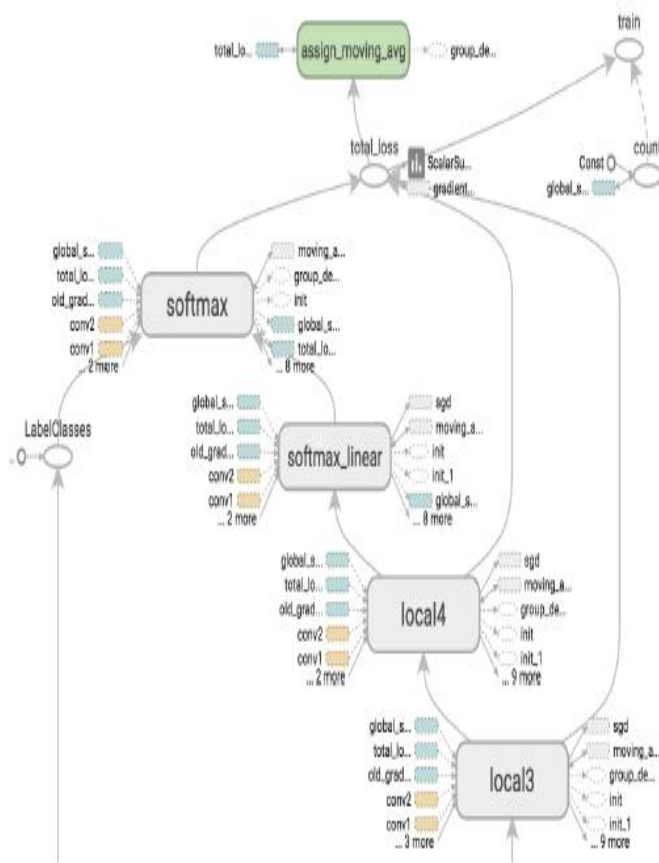 train
total_lo...
assign_moving_avg
group_de...
total_loss
ScalarSu...
gradient...
Const
count
global_s...
global_s...
total_lo...
old_grad...
conv2
conv1
... 2 more
softmax
moving_a...
group_de...
init
global_s...
total_lo...
... 8 more
LabelClasses
global_s...
total_lo...
old_grad...
conv2
conv1
... 2 more
softmax_linear
sgd
moving_a...
init
init_1
global_s...
... 8 more
global_s...
total_lo...
old_grad...
conv2
conv1
... 2 more
local4
sgd
moving_a...
group_de...
init
init_1
... 9 more
global_s...
total_lo...
old_grad...
conv2
conv1
... 3 more
local3
sgd
moving_a...
group_de...
init
init_1
... 9 more